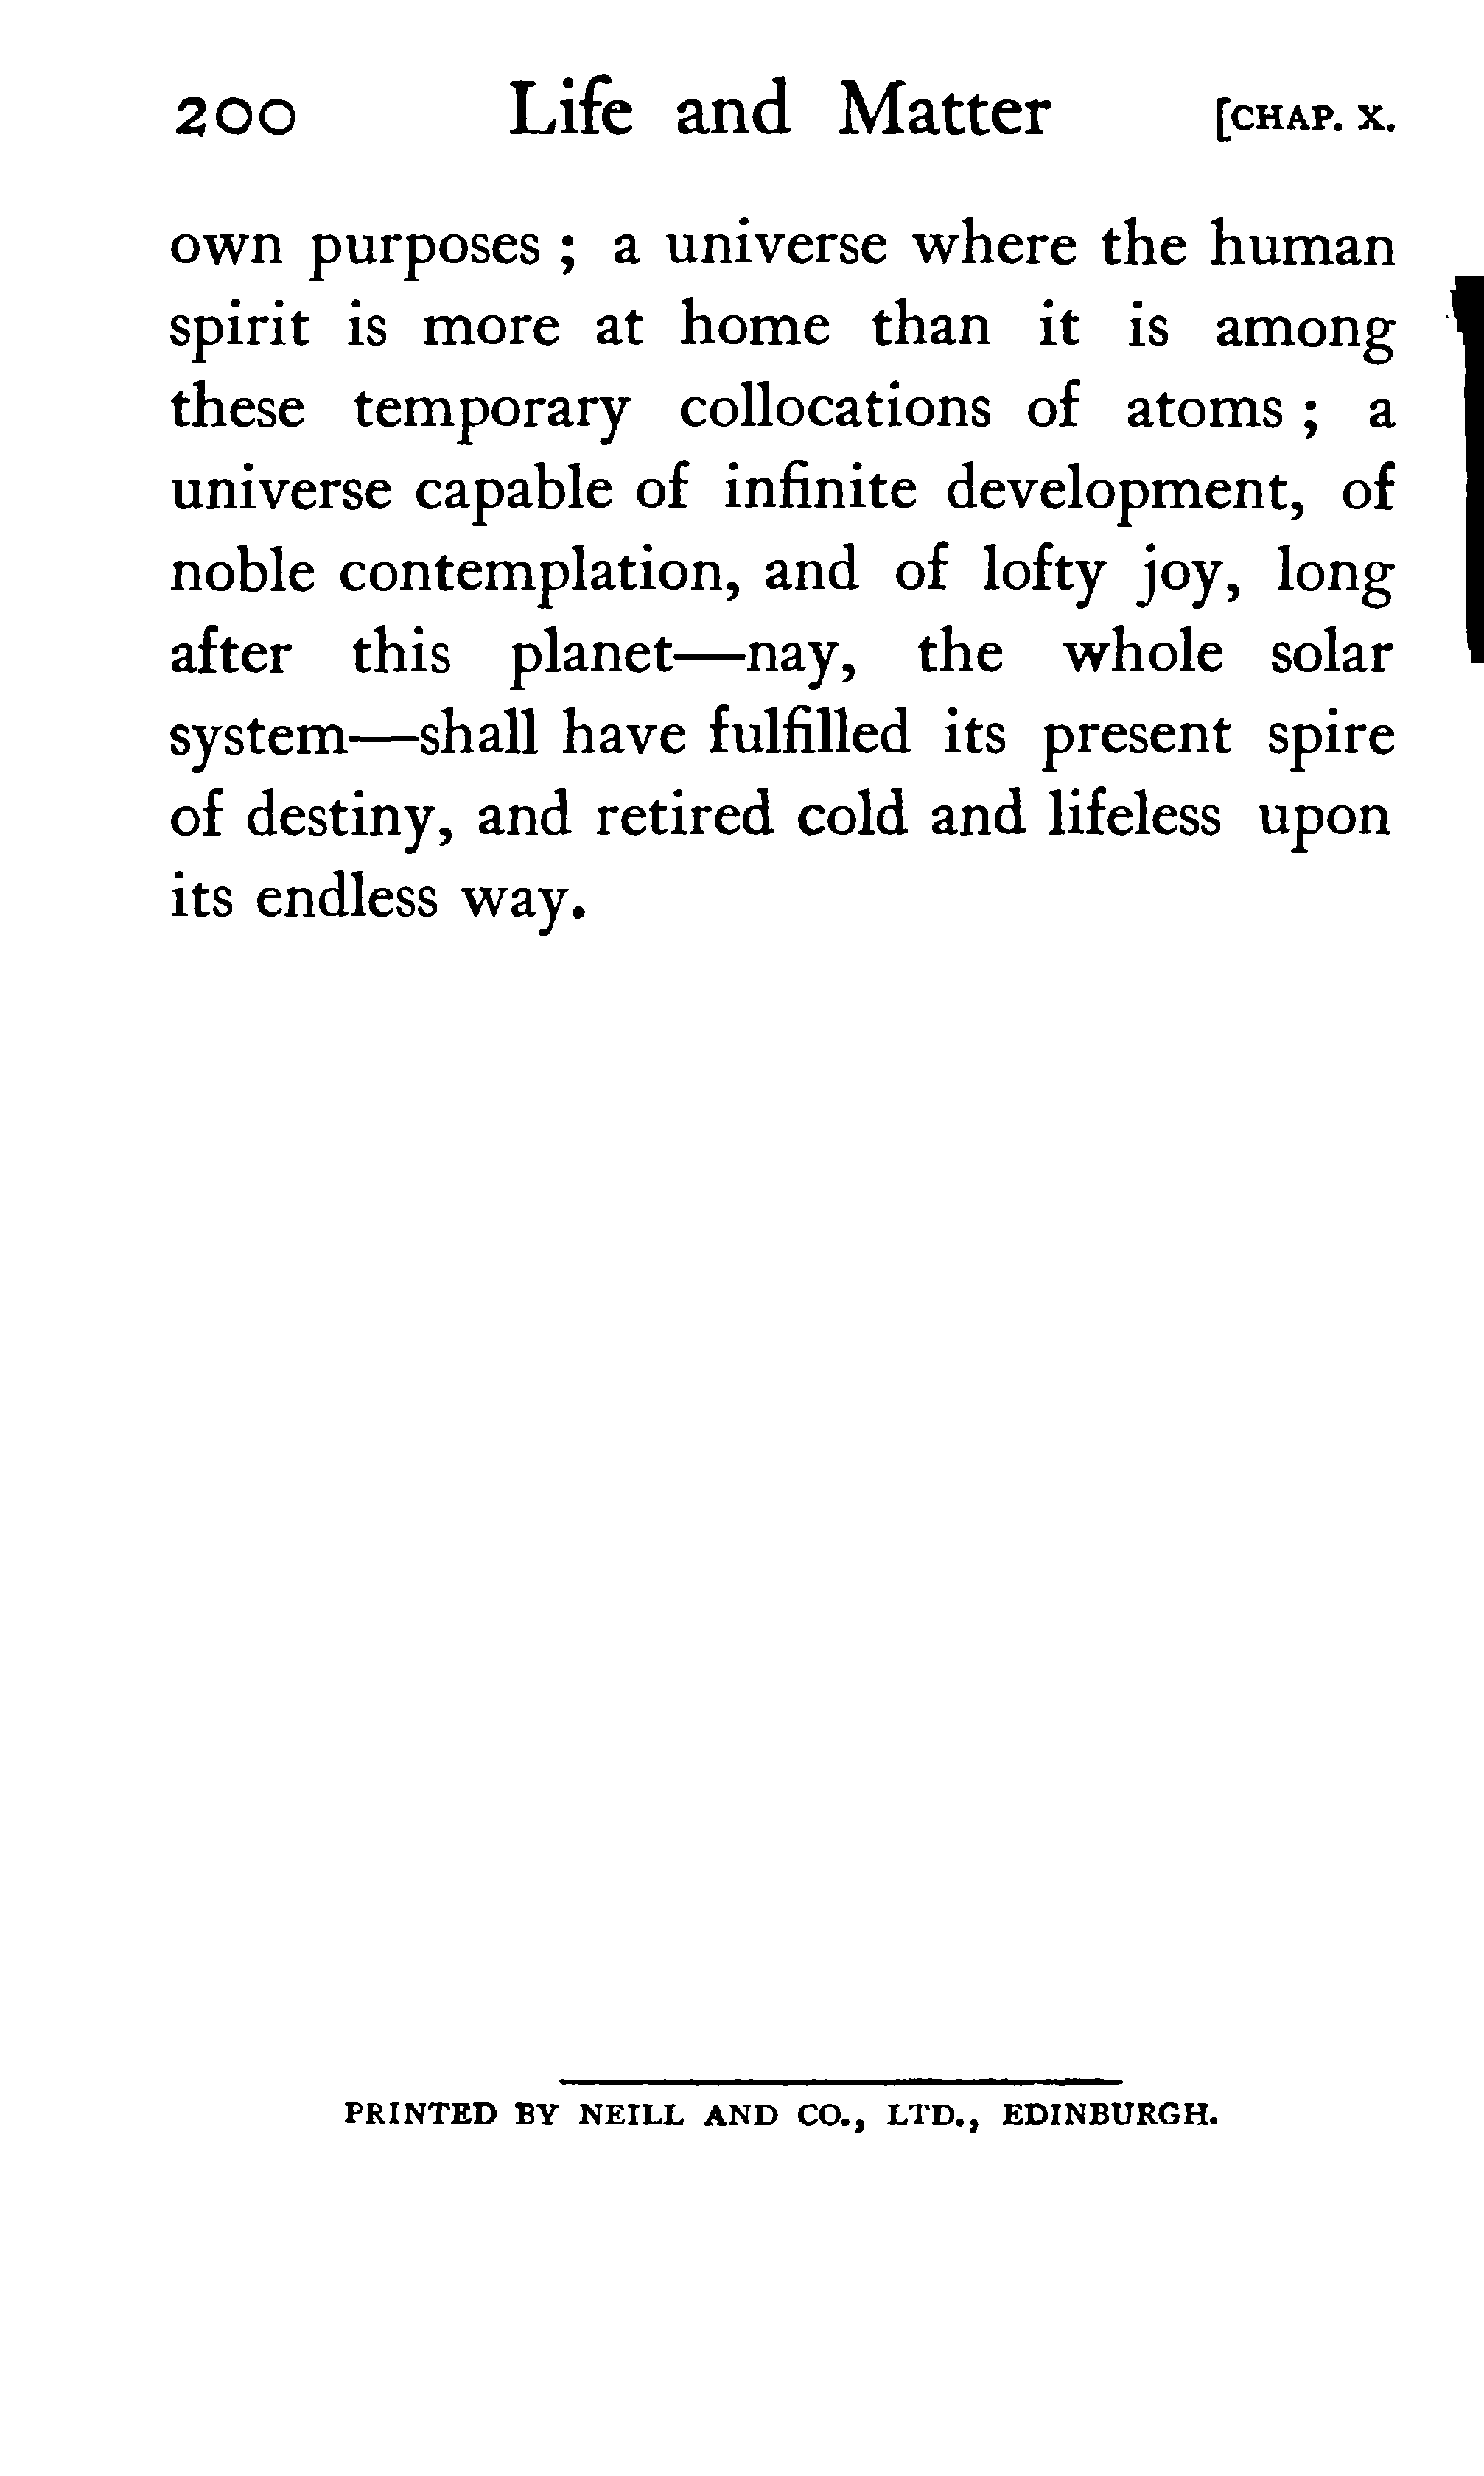 200 Life and Matter [CHAP. X.
own purposes ; a universe where the human
spirit is more at home than it is among
these temporary collocations of atoms ; a
universe capable of infinite development, of
noble contemplation, and of lofty joy, long
after this planet—nay, the whole solar
system—shall have fulfilled its present spire
of destiny, and retired cold and lifeless upon
its endless way.
PRINTED BY NEILL AND CO., LTD., EDINBURGH.